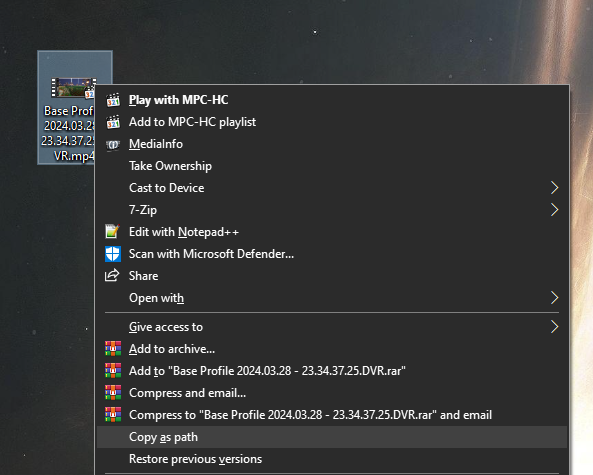 Base Prof
2024.03.28
23.34.37.2
VR.mp4
Play with MPC-HC
Add to MPC-HC playlist
MediaInfo
Take Ownership
Cast to Device
7-Zip
Edit with Notepad++
Scan with Microsoft Defender...
Share
Open with
Give access to
Add to archive...
Add to "Base Profile 2024.03.28 - 23.34.37.25.DVR.rar"
Compress and email...
Compress to "Base Profile 2024.03.28 - 23.34.37.25.DVR.rar" and email
Copy as path
Restore previous versions